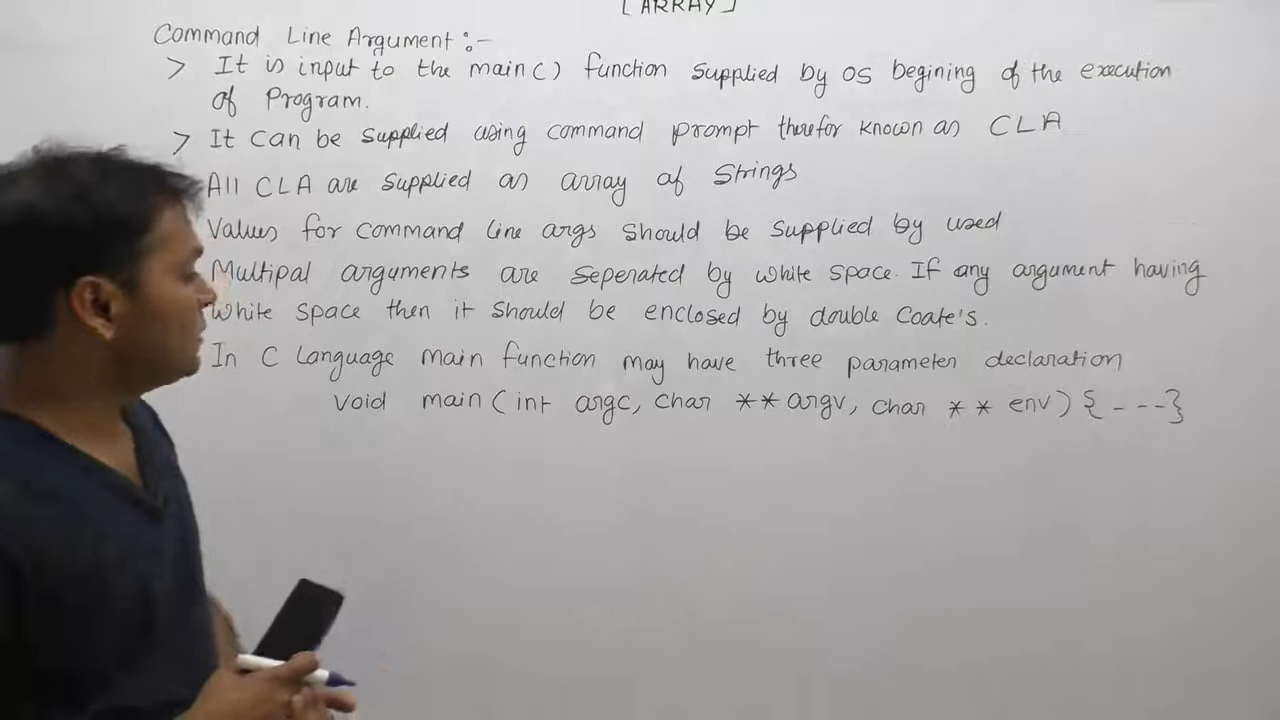 [ARRAY]
Command Line Argument :-
> It is input to the main() function supplied by OS begining of the execution
of Program.
> It can be supplied using command prompt therefor known as CLA
All CLA are supplied as array of Strings
Values for command line args should be supplied by used
Multipal arguments are seperated by white space. If any argument having
white space then it should be enclosed by double Coate's.
In C Language main function may have three parameter declaration
void main(int argc, char **argv, char ** env) {----}